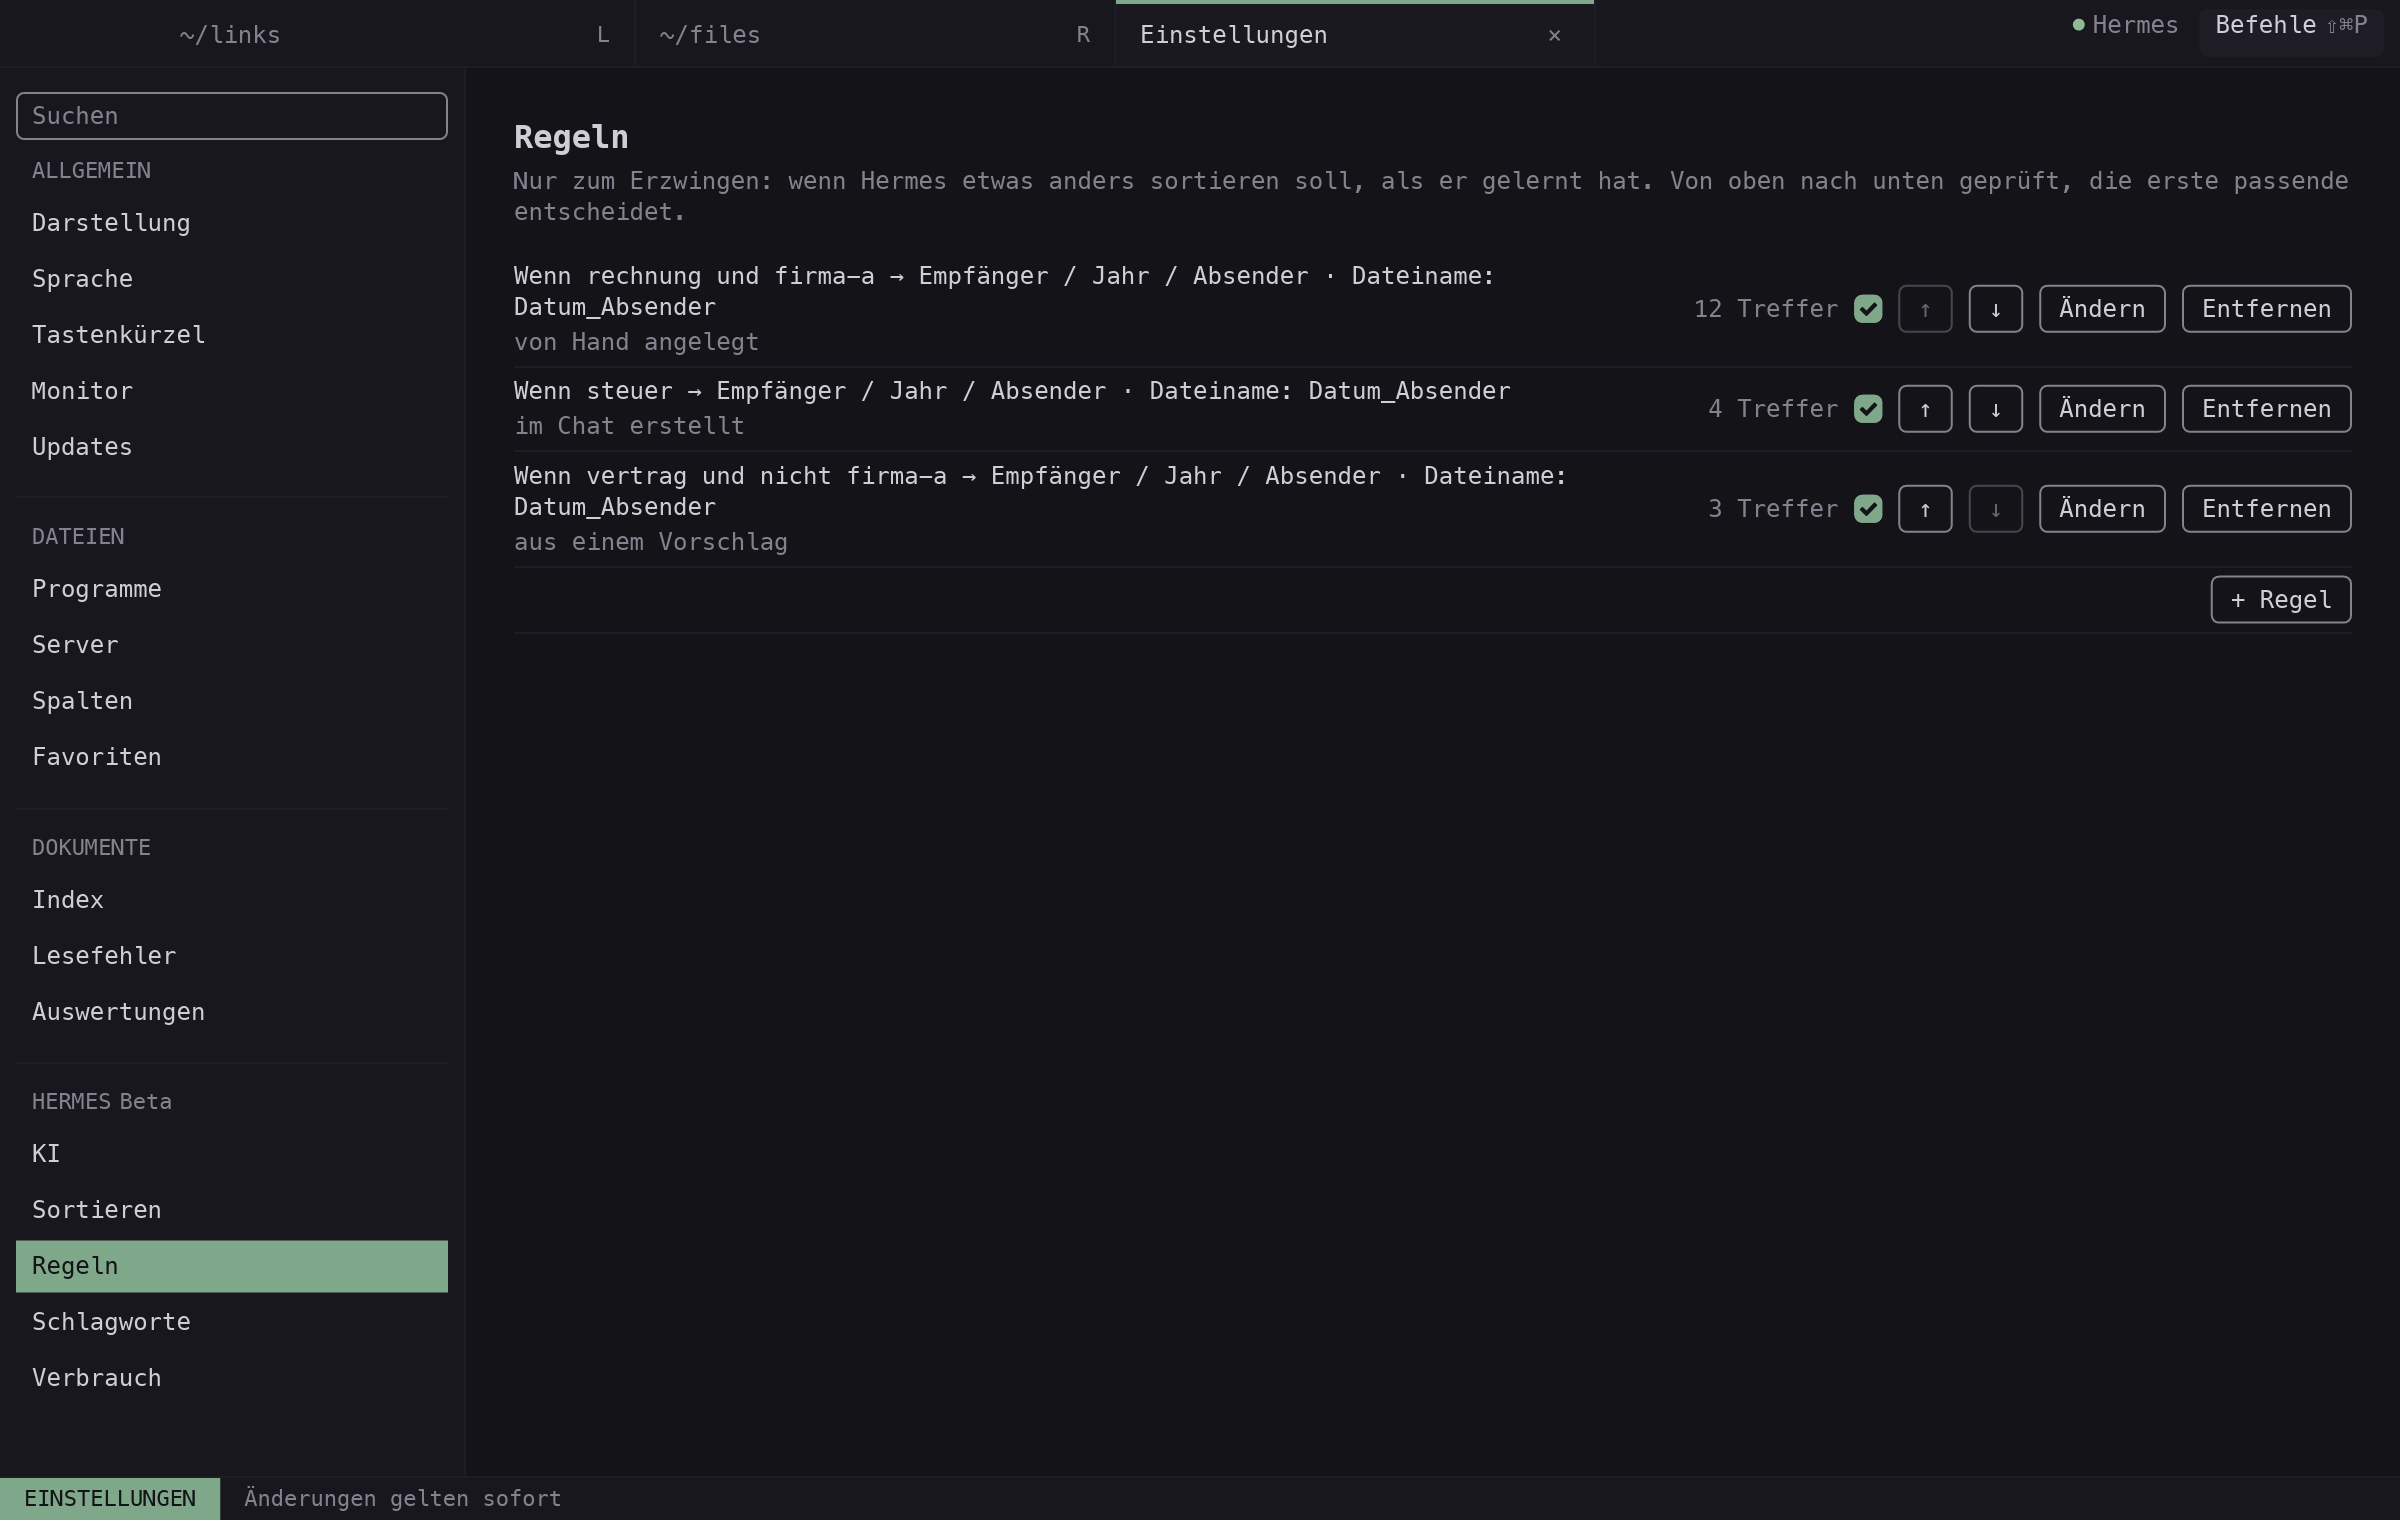 ~/links L ~/files R Einstellungen × Hermes Befehle ⇧⌘P
Suchen
ALLGEMEIN
Darstellung
Sprache
Tastenkürzel
Monitor
Updates
DATEIEN
Programme
Server
Spalten
Favoriten
DOKUMENTE
Index
Lesefehler
Auswertungen
HERMES Beta
KI
Sortieren
Regeln
Schlagworte
Verbrauch
Regeln
Nur zum Erzwingen: wenn Hermes etwas anders sortieren soll, als er gelernt hat. Von oben nach unten geprüft, die erste passende
entscheidet.
Wenn rechnung und firma-a → Empfänger / Jahr / Absender · Dateiname:
Datum_Absender
von Hand angelegt
12 Treffer ↑ ↓ Ändern Entfernen
Wenn steuer → Empfänger / Jahr / Absender · Dateiname: Datum_Absender
im Chat erstellt
4 Treffer ↑ ↓ Ändern Entfernen
Wenn vertrag und nicht firma-a → Empfänger / Jahr / Absender · Dateiname:
Datum_Absender
aus einem Vorschlag
3 Treffer ↑ ↓ Ändern Entfernen
+ Regel
EINSTELLUNGEN Änderungen gelten sofort